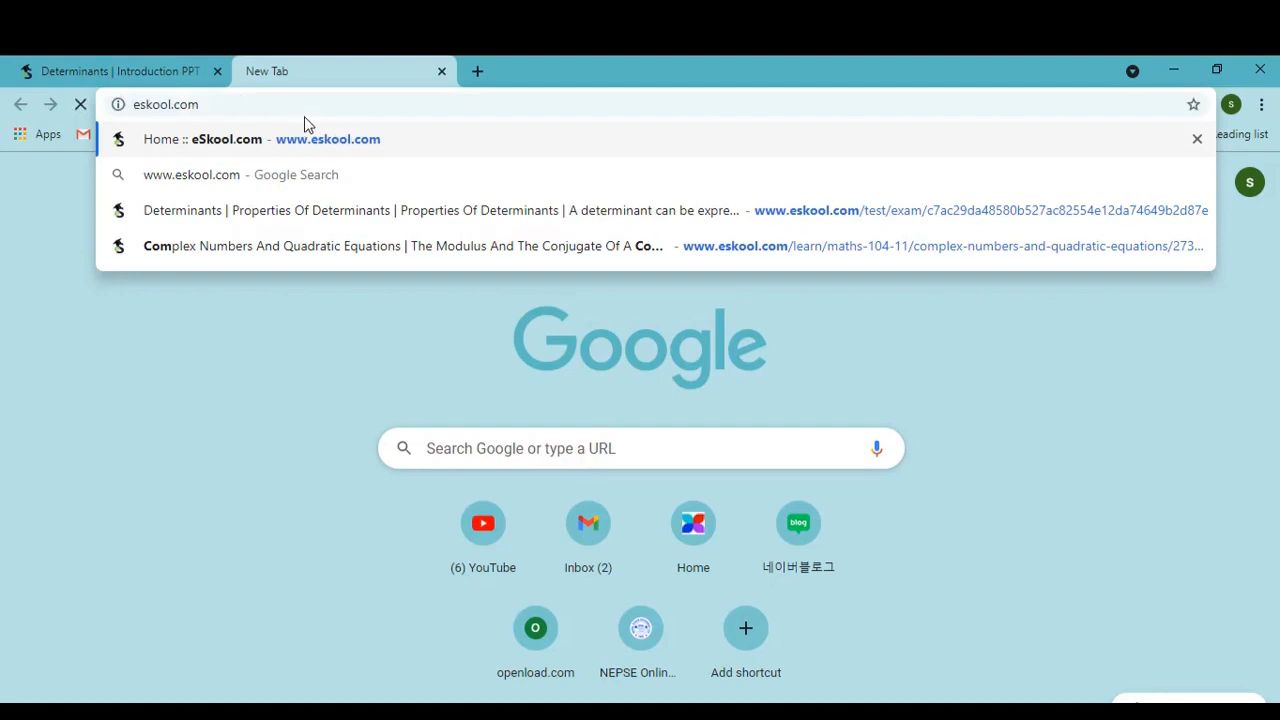 Determinants | Introduction PPT
New Tab
eskool.com
Apps
eading list
S
Home :: eSkool.com - www.eskool.com
www.eskool.com - Google Search
Determinants | Properties Of Determinants | Properties Of Determinants | A determinant can be expre... - www.eskool.com/test/exam/c7ac29da48580b527ac82554e12da74649b2d87e
Complex Numbers And Quadratic Equations | The Modulus And The Conjugate Of A Co... - www.eskool.com/learn/maths-104-11/complex-numbers-and-quadratic-equations/273...
S
Google
Search Google or type a URL
blog
(6) YouTube
Inbox (2)
Home
네이버블로그
O
openload.com
NEPSE Onlin...
Add shortcut